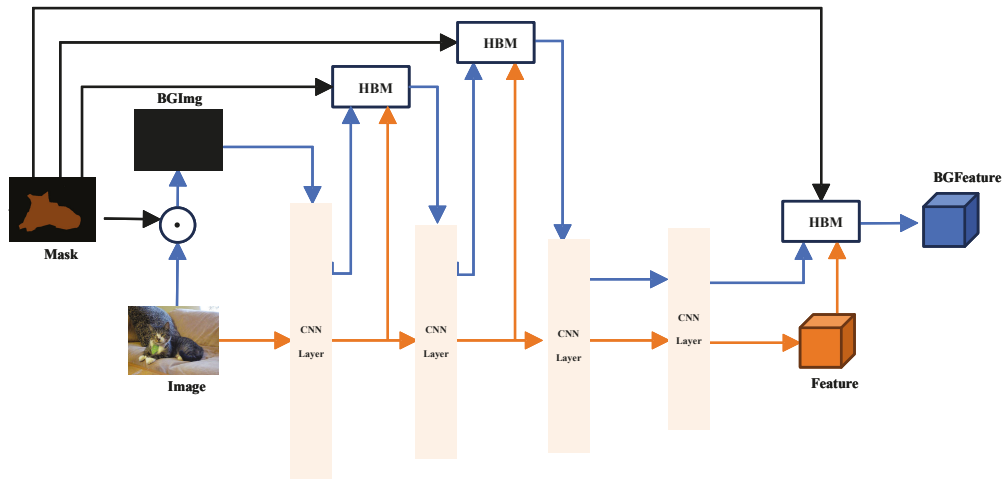 HBM
HBM
BGImg
BGFeature
HBM
Mask
CNN
Layer
CNN
Layer
CNN
Layer
CNN
Layer
Image
Feature